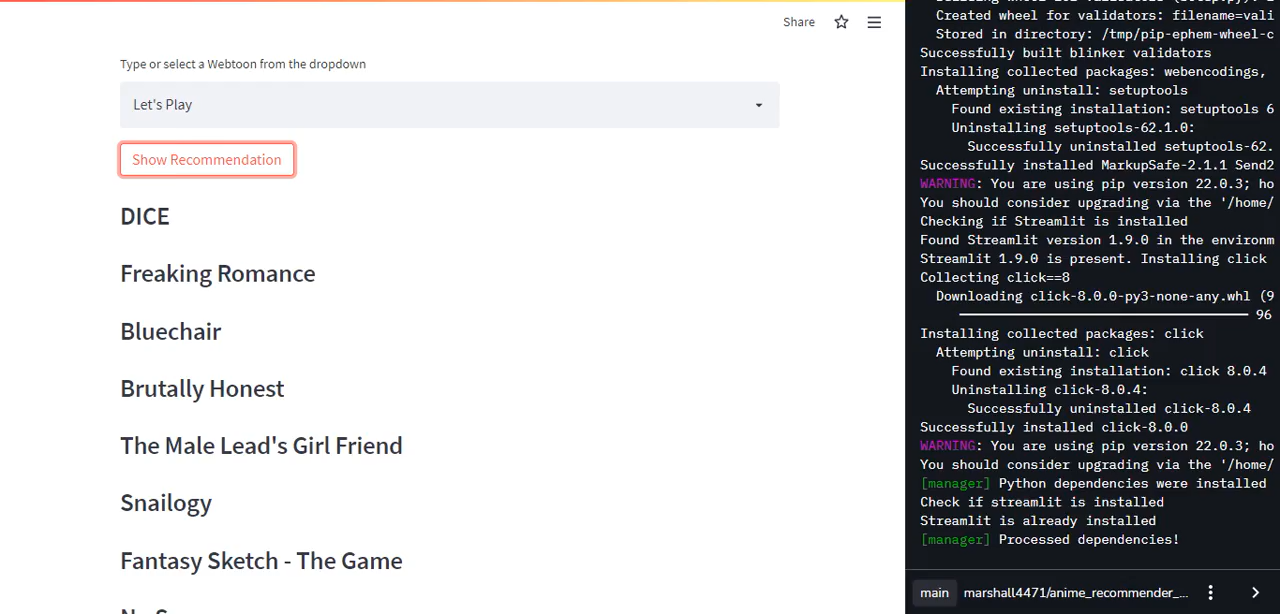 Share
Type or select a Webtoon from the dropdown
Let's Play
Show Recommendation
DICE
Freaking Romance
Bluechair
Brutally Honest
The Male Lead's Girl Friend
Snailogy
Fantasy Sketch - The Game
Created wheel for validators: filename=vali
Stored in directory: /tmp/pip-ephem-wheel-c
Successfully built blinker validators
Installing collected packages: webencodings,
Attempting uninstall: setuptools
Found existing installation: setuptools 6
Uninstalling setuptools-62.1.0:
Successfully uninstalled setuptools-62.
Successfully installed MarkupSafe-2.1.1 Send2
WARNING: You are using pip version 22.0.3; ho
You should consider upgrading via the '/home/
Checking if Streamlit is installed
Found Streamlit version 1.9.0 in the environm
Streamlit 1.9.0 is present. Installing click
Collecting click==8
Downloading click-8.0.0-py3-none-any.whl (9
96
Installing collected packages: click
Attempting uninstall: click
Found existing installation: click 8.0.4
Uninstalling click-8.0.4:
Successfully uninstalled click-8.0.4
Successfully installed click-8.0.0
WARNING: You are using pip version 22.0.3; ho
You should consider upgrading via the '/home/
[manager] Python dependencies were installed
Check if streamlit is installed
Streamlit is already installed
[manager] Processed dependencies!
main marshall4471/anime_recommender_...